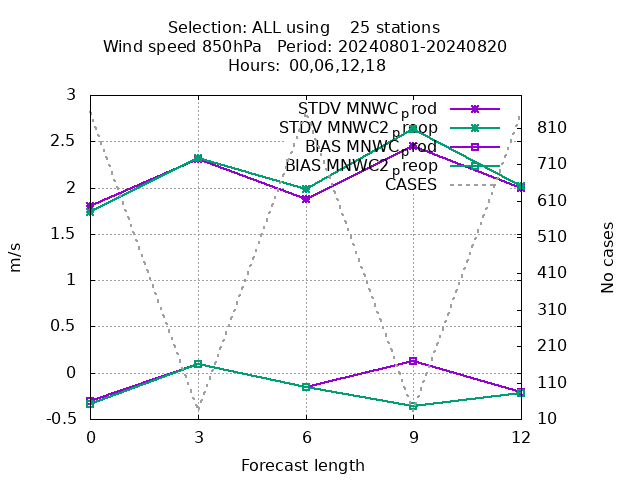 Selection: ALL using    25 stations
Wind speed 850hPa   Period: 20240801-20240820
Hours: 00,06,12,18
STDV MNWC_prod
STDV MNWC2_preop
BIAS MNWC_prod
BIAS MNWC2_preop
CASES
3
2.5
2
1.5
1
0.5
0
-0.5
m/s
810
710
610
510
410
310
210
110
10
No cases
0 3 6 9 12
Forecast length